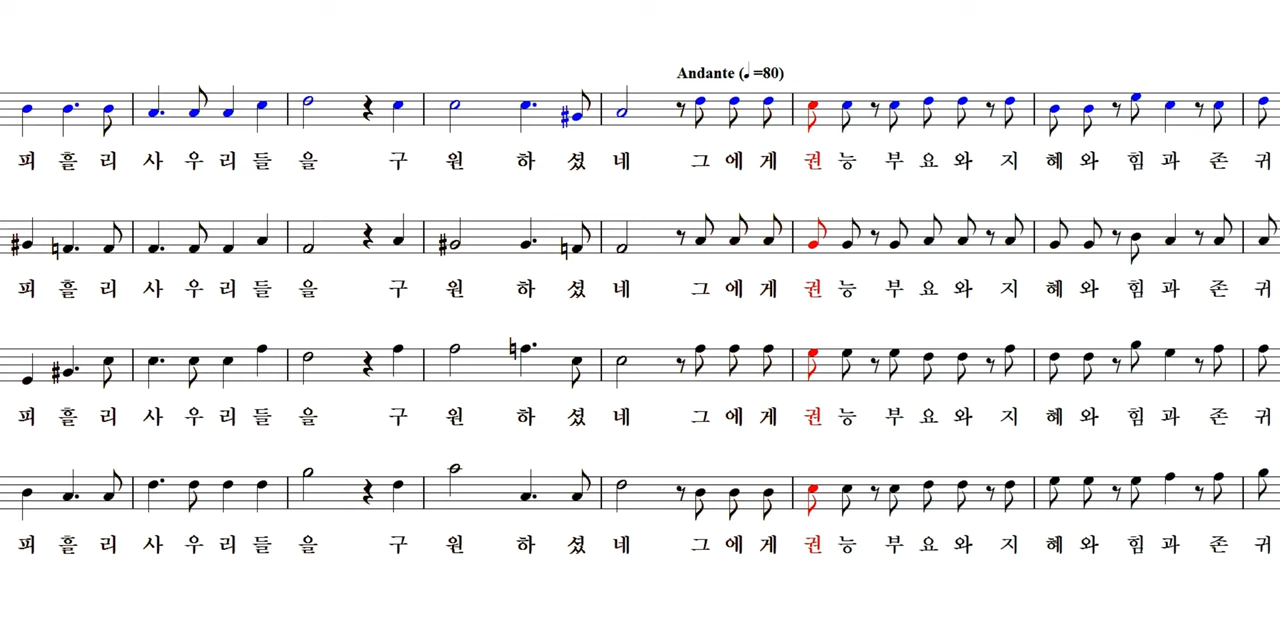 Andante (♩=80)
피 흘 리 사 우 리 들 을 구 원 하 셨 네 그 에 게 권 능 부 요 와 지 혜 와 힘 과 존 귀
피 흘 리 사 우 리 들 을 구 원 하 셨 네 그 에 게 권 능 부 요 와 지 혜 와 힘 과 존 귀
피 흘 리 사 우 리 들 을 구 원 하 셨 네 그 에 게 권 능 부 요 와 지 혜 와 힘 과 존 귀
피 흘 리 사 우 리 들 을 구 원 하 셨 네 그 에 게 권 능 부 요 와 지 혜 와 힘 과 존 귀